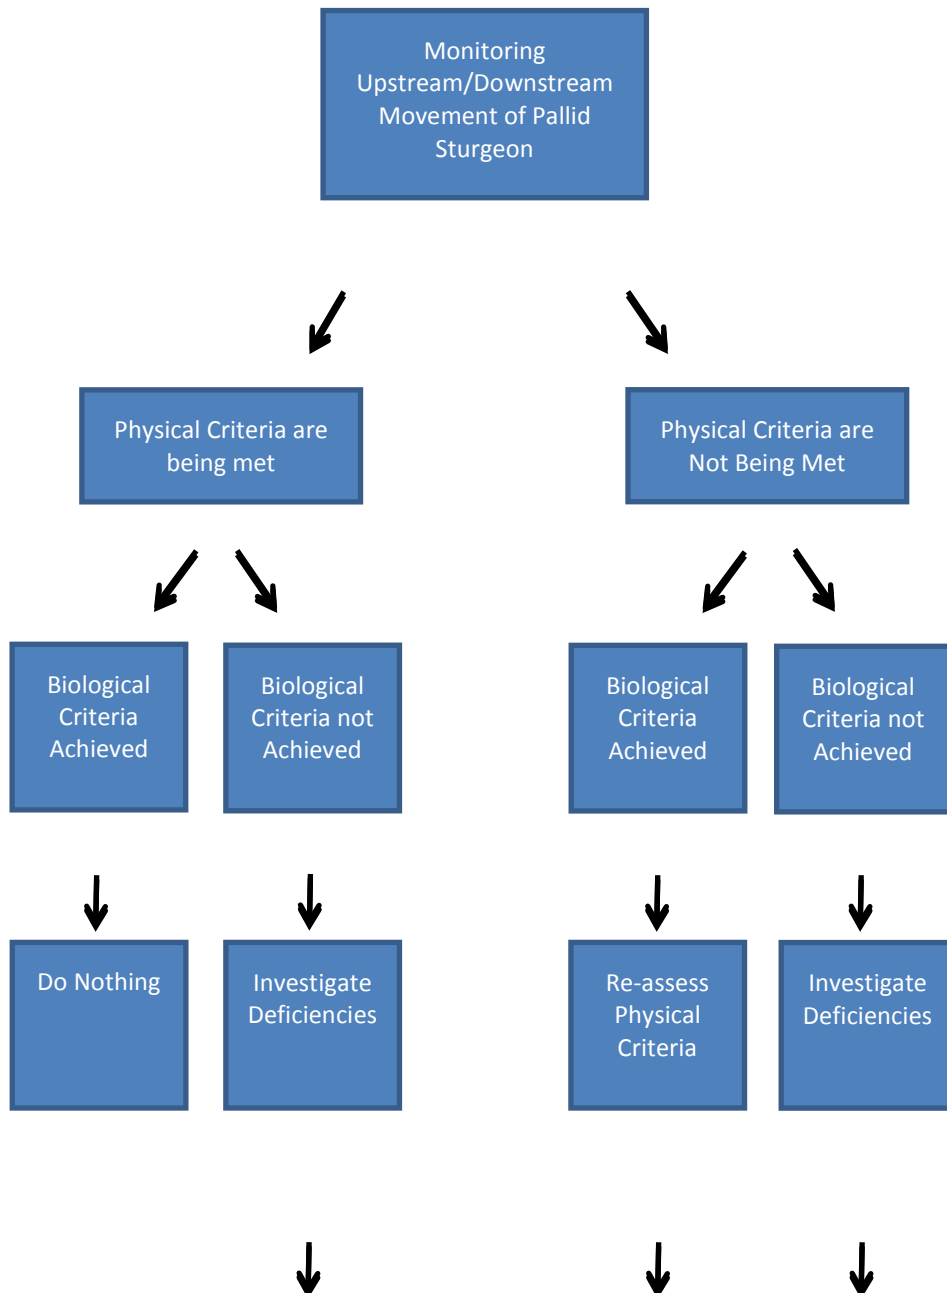 Monitoring
Upstream/Downstream
Movement of Pallid
Sturgeon
Physical Criteria are
being met
Physical Criteria are
Not Being Met
Biological
Criteria
Achieved
Biological
Criteria not
Achieved
Biological
Criteria
Achieved
Biological
Criteria not
Achieved
Do Nothing
Investigate
Deficiencies
Re-assess
Physical
Criteria
Investigate
Deficiencies